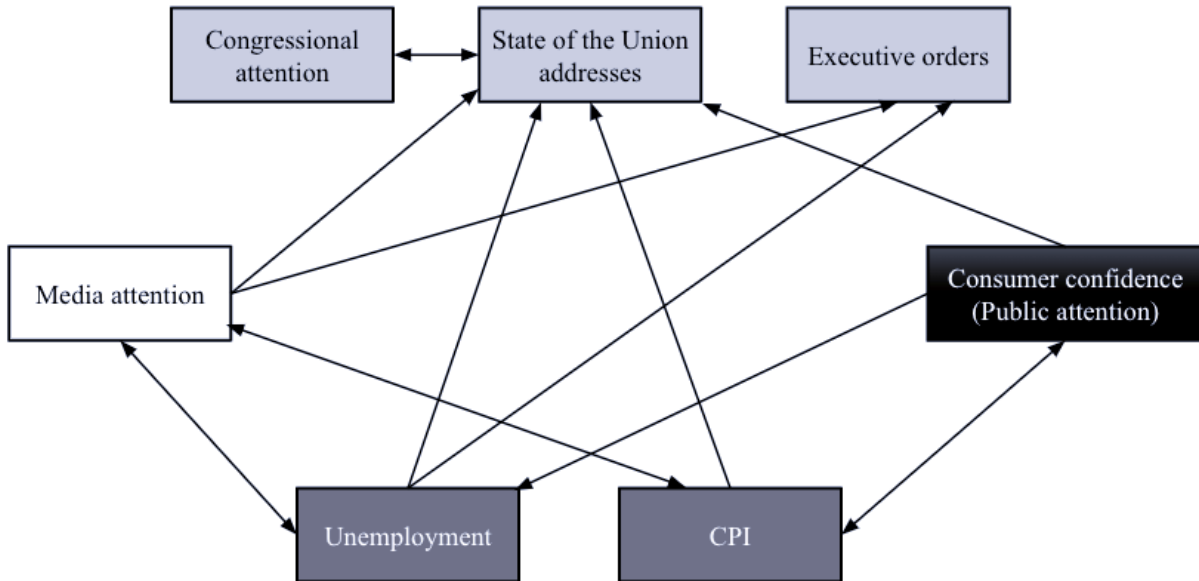 Congressional
attention
State of the Union
addresses
Executive orders
Media attention
Consumer confidence
(Public attention)
Unemployment
CPI